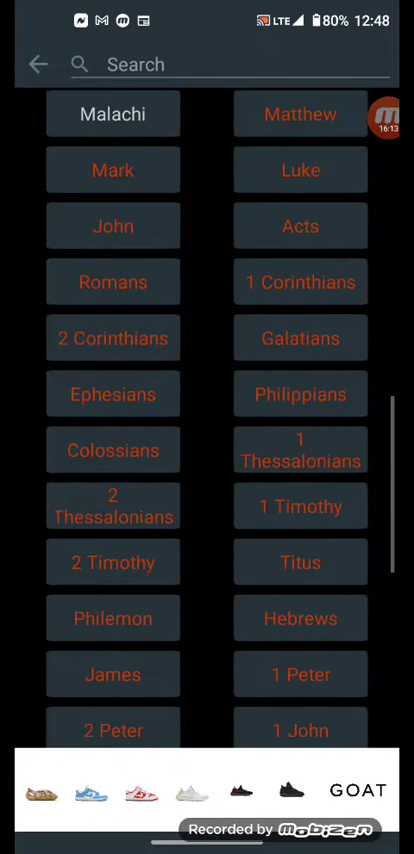 LTE 80% 12:48
Search
Malachi Matthew
16:13
Mark Luke
John Acts
Romans 1 Corinthians
2 Corinthians Galatians
Ephesians Philippians
Colossians 1 Thessalonians
2 Thessalonians 1 Timothy
2 Timothy Titus
Philemon Hebrews
James 1 Peter
2 Peter 1 John
GOAT
Recorded by mobizen